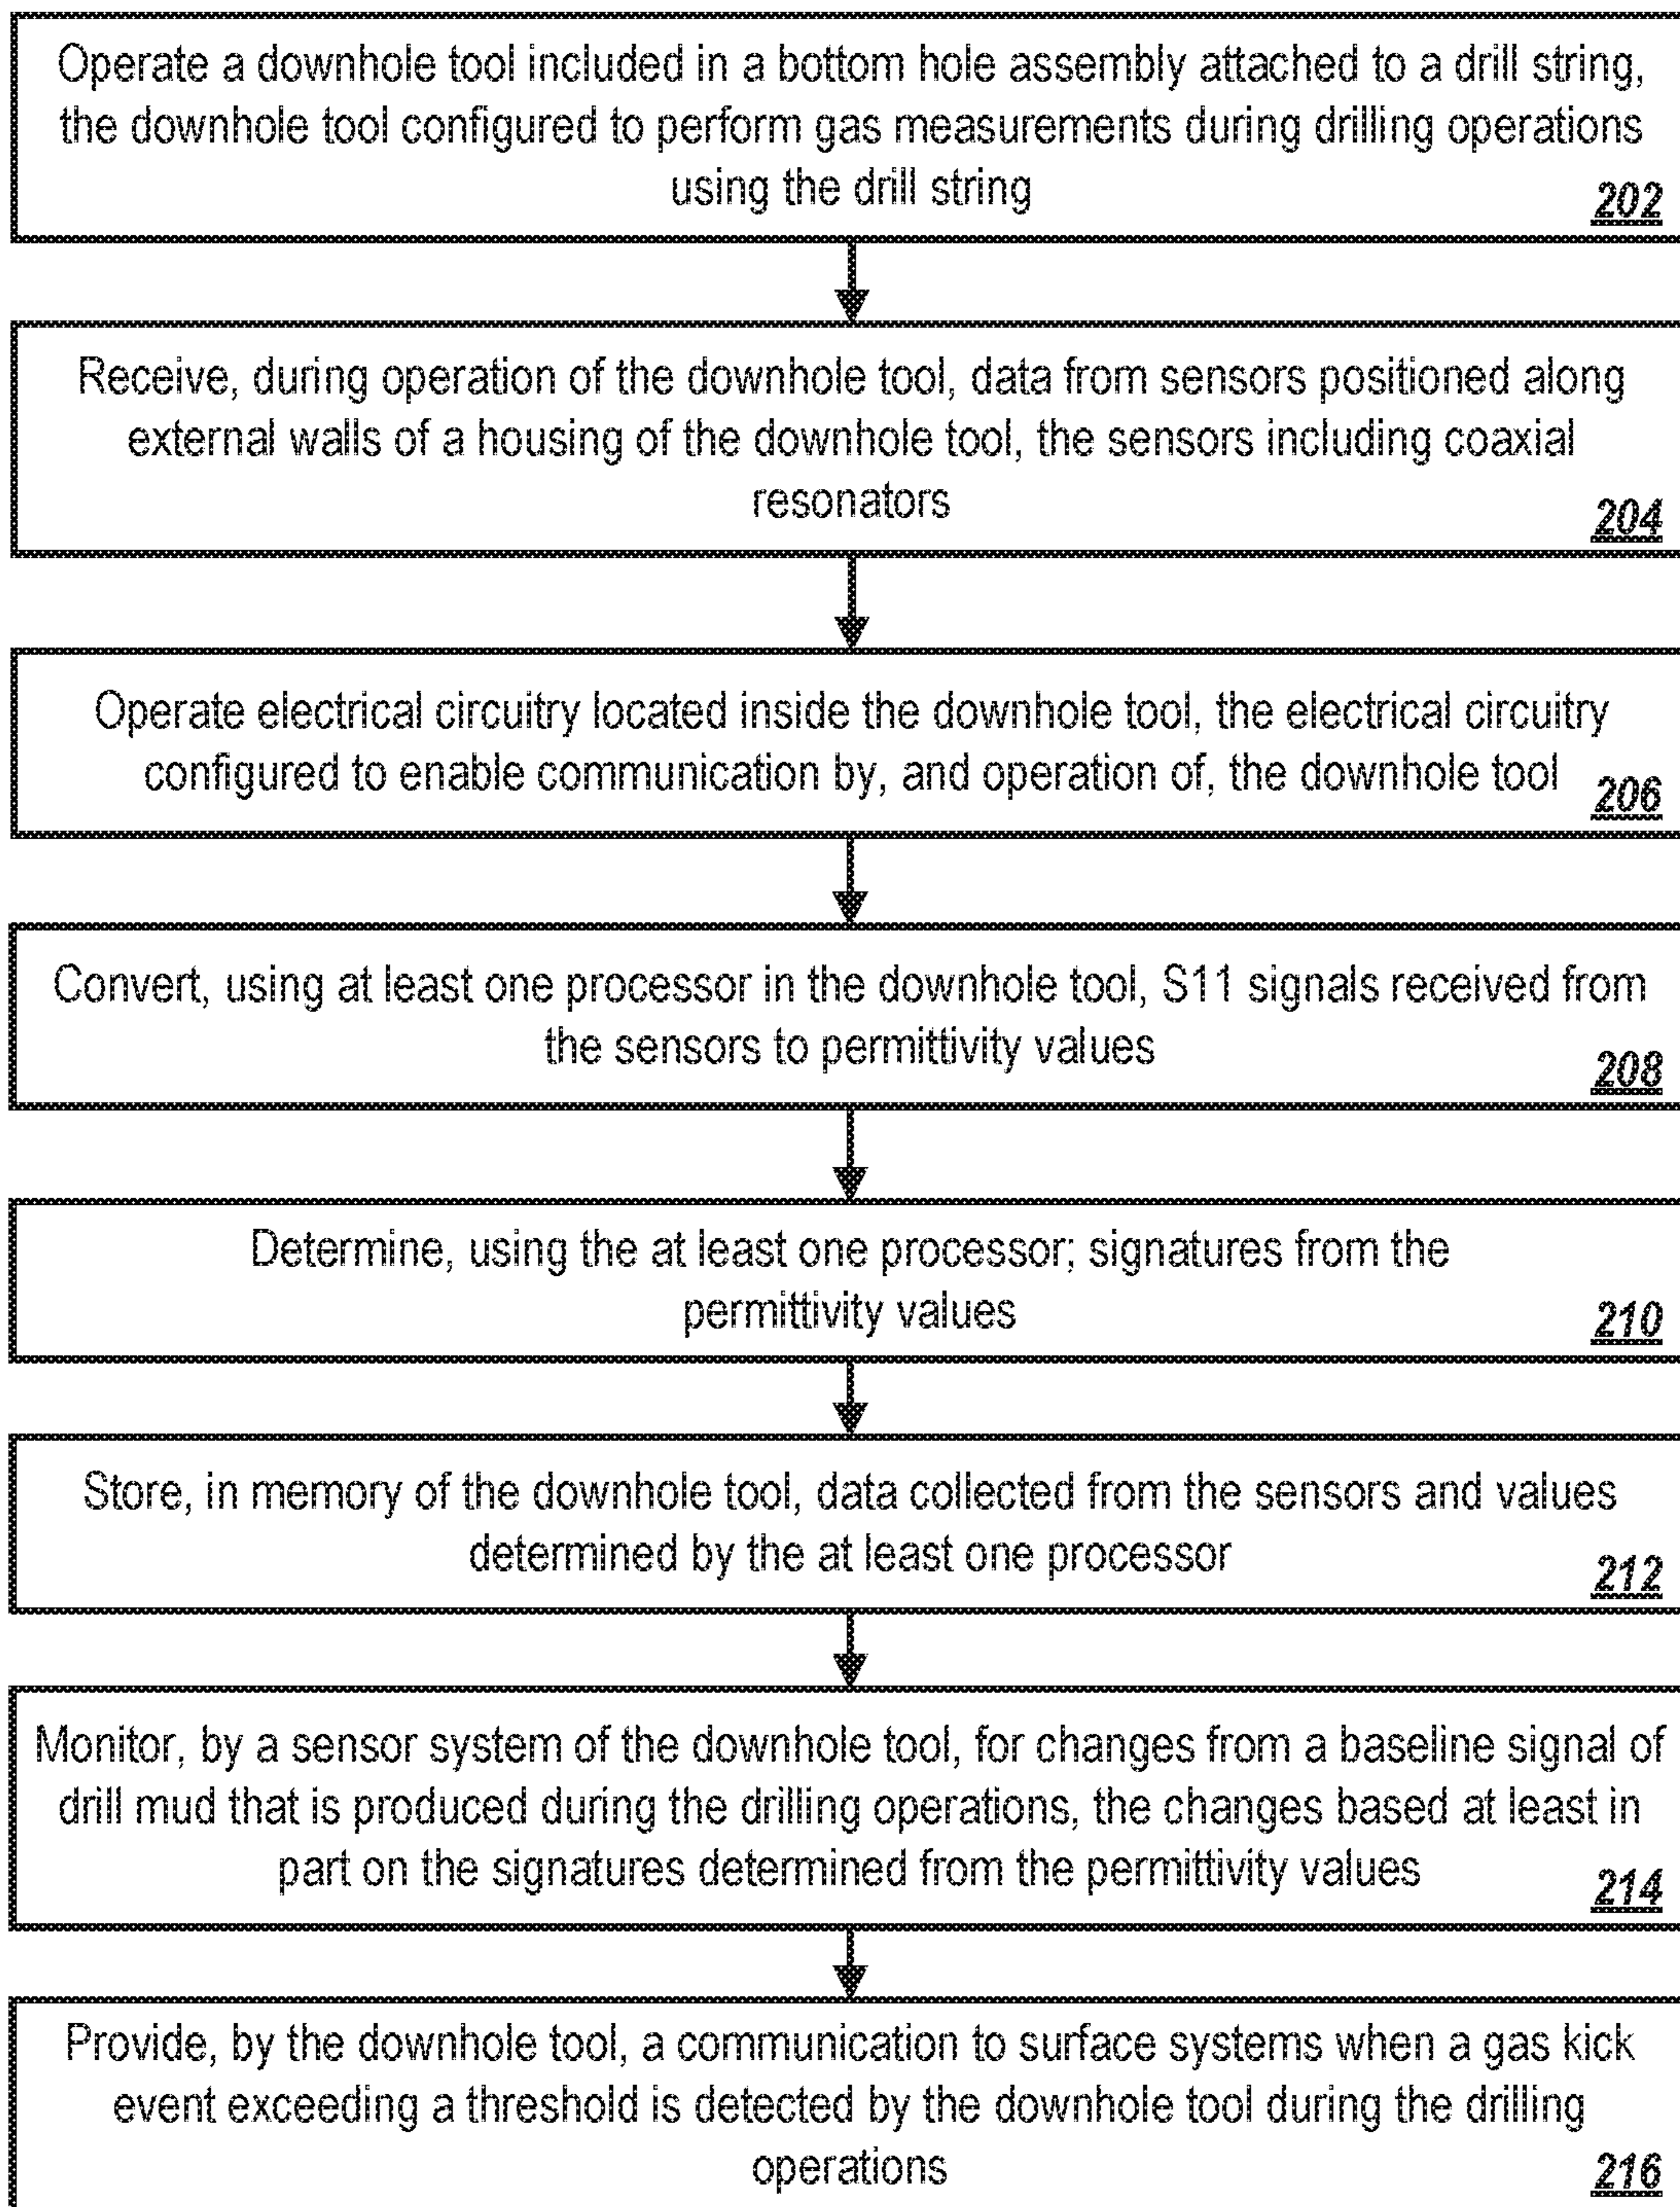 Operate a downhole tool included in a bottom hole assembly attached to a drill string,
the downhole tool configured to perform gas measurements during drilling operations
using the drill string
202
Receive, during operation of the downhole tool, data from sensors positioned along
external walls of a housing of the downhole tool, the sensors including coaxial
resonators
204
Operate electrical circuitry located inside the downhole tool, the electrical circuitry
configured to enable communication by, and operation of, the downhole tool
206
Convert, using at least one processor in the downhole tool, S11 signals received from
the sensors to permittivity values
208
Determine, using the at least one processor; signatures from the
permittivity values
210
Store, in memory of the downhole tool, data collected from the sensors and values
determined by the at least one processor
212
Monitor, by a sensor system of the downhole tool, for changes from a baseline signal of
drill mud that is produced during the drilling operations, the changes based at least in
part on the signatures determined from the permittivity values
214
Provide, by the downhole tool, a communication to surface systems when a gas kick
event exceeding a threshold is detected by the downhole tool during the drilling
operations
216